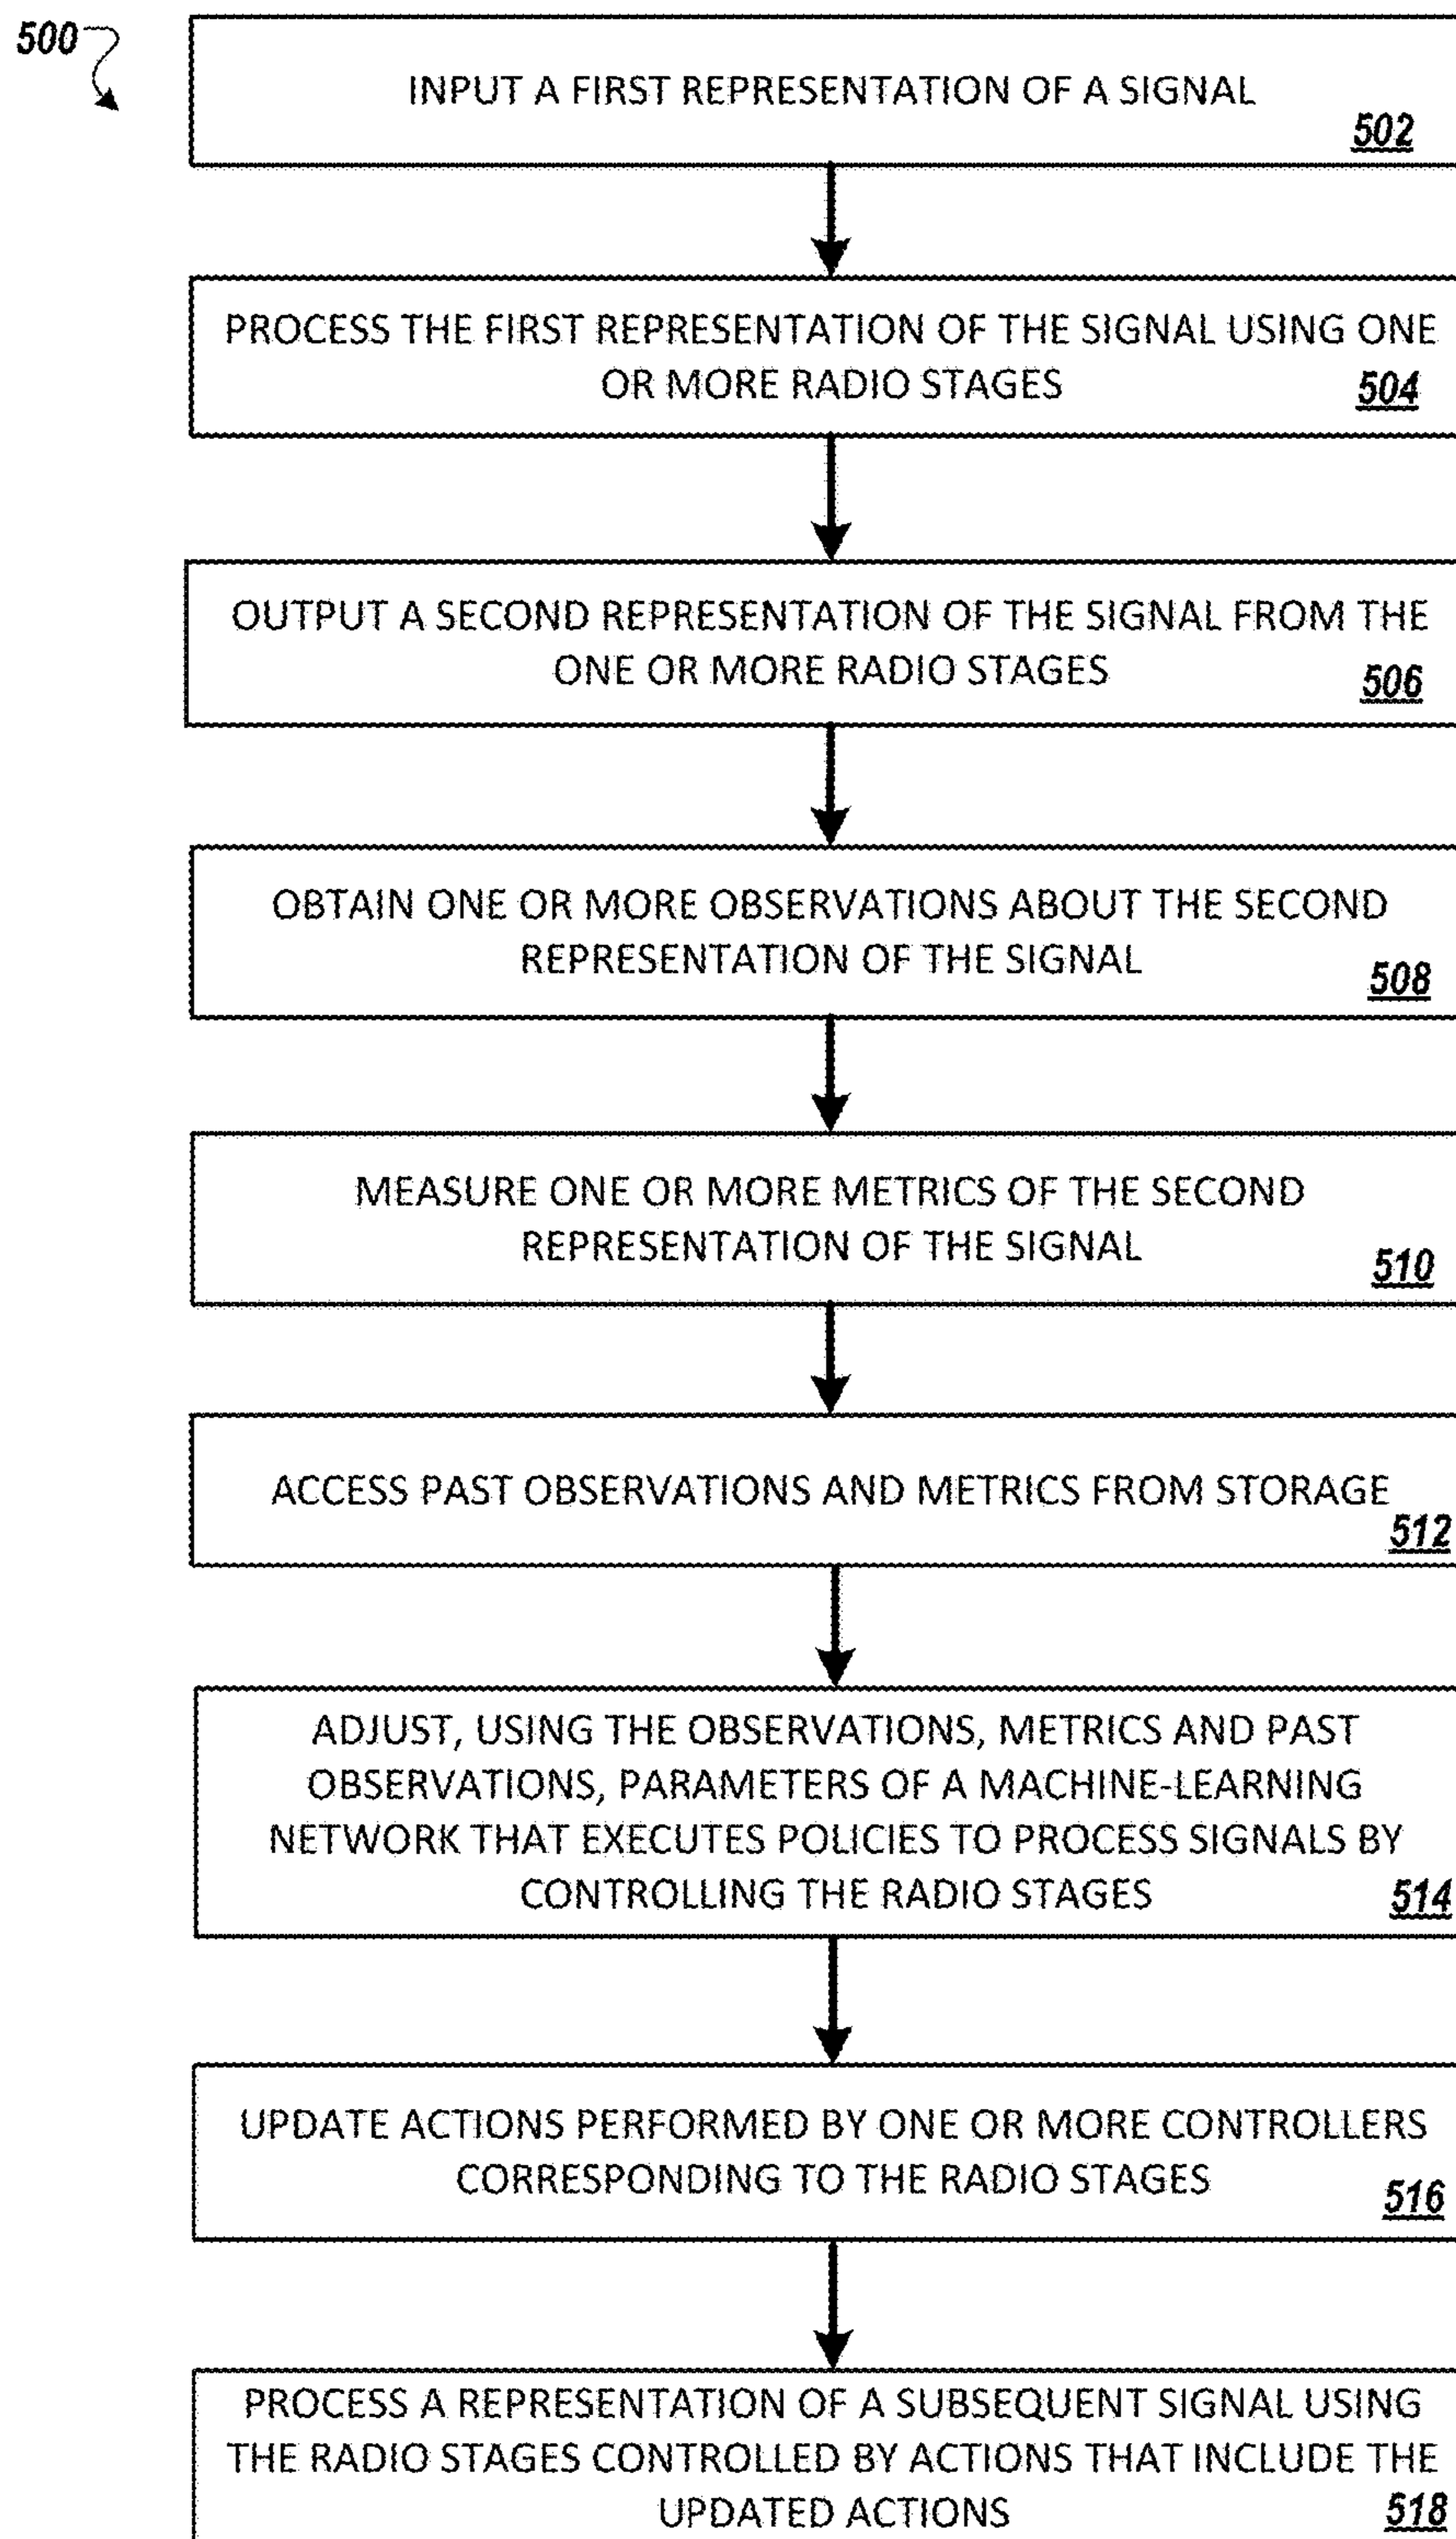 500
INPUT A FIRST REPRESENTATION OF A SIGNAL
502
PROCESS THE FIRST REPRESENTATION OF THE SIGNAL USING ONE
OR MORE RADIO STAGES
504
OUTPUT A SECOND REPRESENTATION OF THE SIGNAL FROM THE
ONE OR MORE RADIO STAGES
506
OBTAIN ONE OR MORE OBSERVATIONS ABOUT THE SECOND
REPRESENTATION OF THE SIGNAL
508
MEASURE ONE OR MORE METRICS OF THE SECOND
REPRESENTATION OF THE SIGNAL
510
ACCESS PAST OBSERVATIONS AND METRICS FROM STORAGE
512
ADJUST, USING THE OBSERVATIONS, METRICS AND PAST
OBSERVATIONS, PARAMETERS OF A MACHINE-LEARNING
NETWORK THAT EXECUTES POLICIES TO PROCESS SIGNALS BY
CONTROLLING THE RADIO STAGES
514
UPDATE ACTIONS PERFORMED BY ONE OR MORE CONTROLLERS
CORRESPONDING TO THE RADIO STAGES
516
PROCESS A REPRESENTATION OF A SUBSEQUENT SIGNAL USING
THE RADIO STAGES CONTROLLED BY ACTIONS THAT INCLUDE THE
UPDATED ACTIONS
518